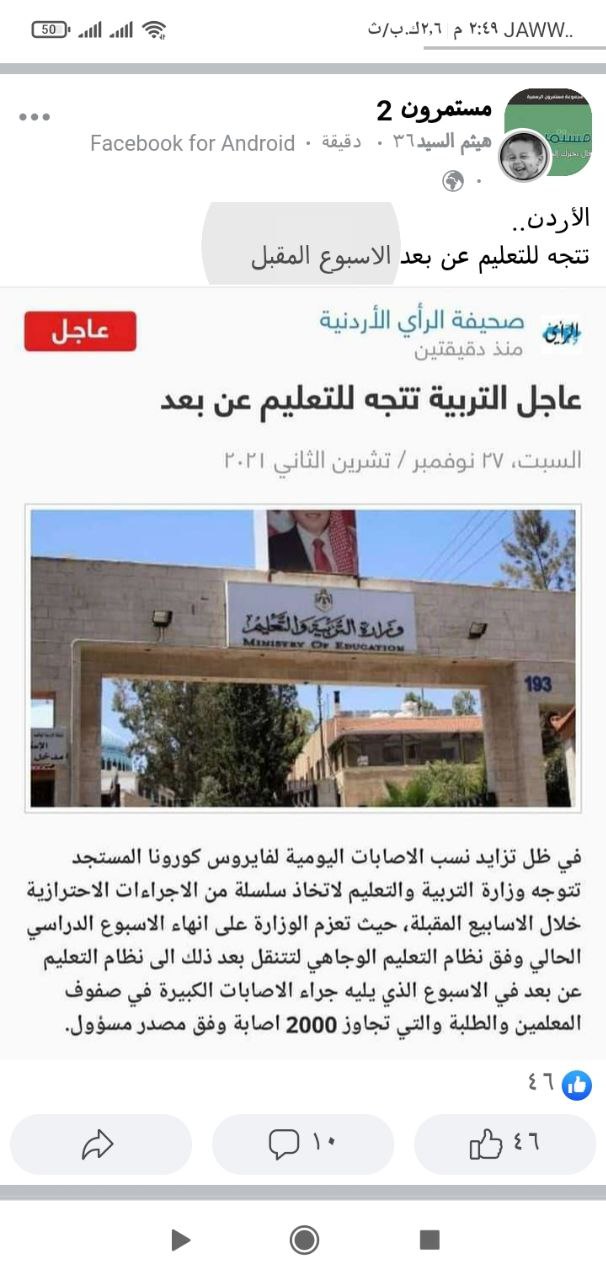 50
٢:٤٩ م | ٢,٦ك.ب/ث JAWW..
مستمرون 2
هيثم السيد · ٣٦ دقيقة · Facebook for Android ·
الأردن..
تتجه للتعليم عن بعد الاسبوع المقبل
عاجل
الرأي
صحيفة الرأي الأردنية
منذ دقيقتين
عاجل التربية تتجه للتعليم عن بعد
السبت، ٢٧ نوفمبر / تشرين الثاني ٢٠٢١
وزارة التربية والتعليم
MINISTRY OF EDUCATION
193
في ظل تزايد نسب الاصابات اليومية لفايروس كورونا المستجد
تتوجه وزارة التربية والتعليم لاتخاذ سلسلة من الاجراءات الاحترازية
خلال الاسابيع المقبلة، حيث تعزم الوزارة على انهاء الاسبوع الدراسي
الحالي وفق نظام التعليم الوجاهي لتتنقل بعد ذلك الى نظام التعليم
عن بعد في الاسبوع الذي يليه جراء الاصابات الكبيرة في صفوف
المعلمين والطلبة والتي تجاوز 2000 اصابة وفق مصدر مسؤول.
٤٦
٤٦
١٠